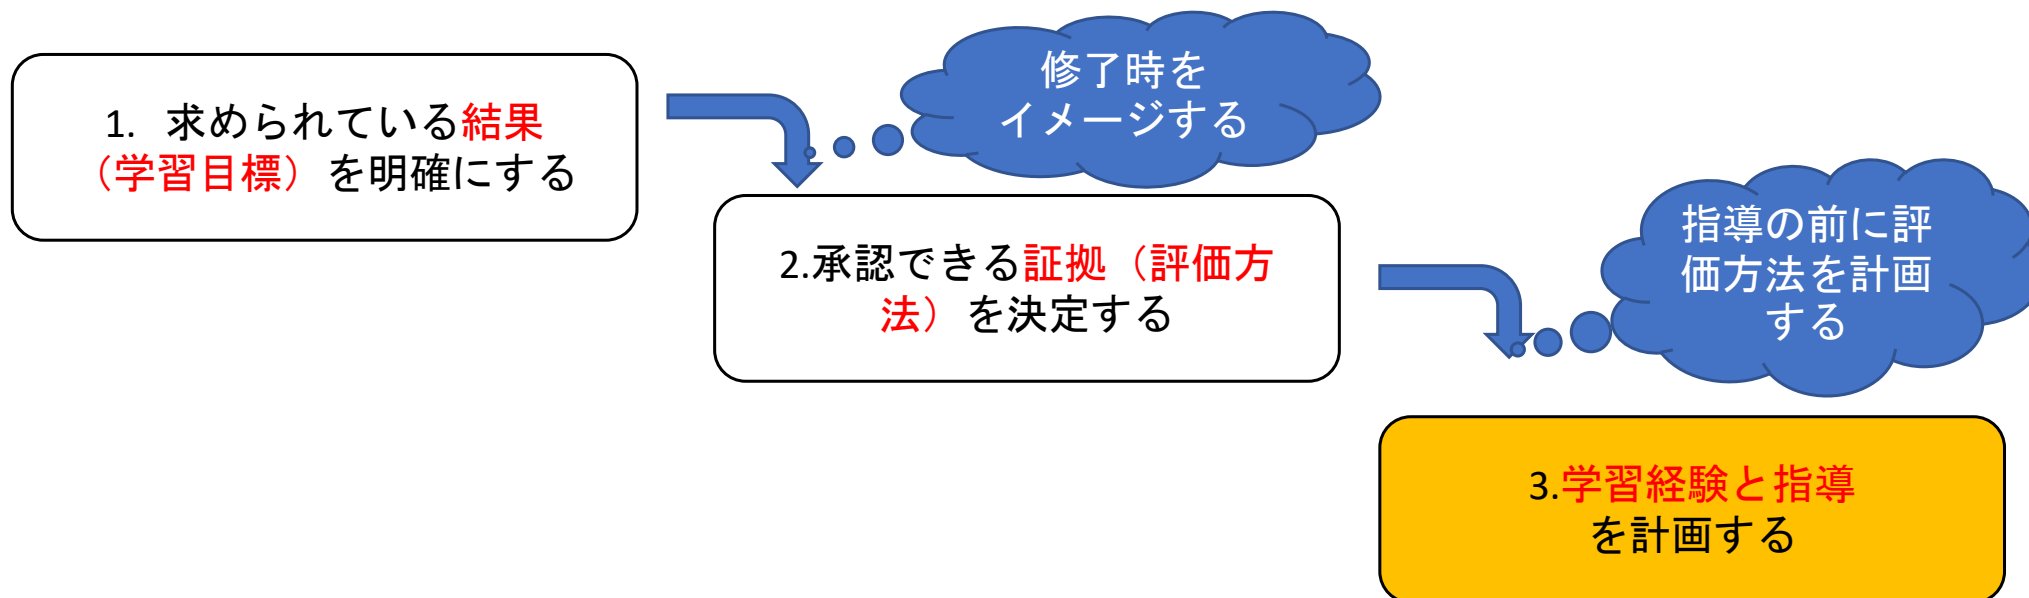 修了時を
イメージする
1. 求められている結果
（学習目標）を明確にする
指導の前に評
価方法を計画
する
2.承認できる証拠（評価方
法）を決定する
3.学習経験と指導
を計画する